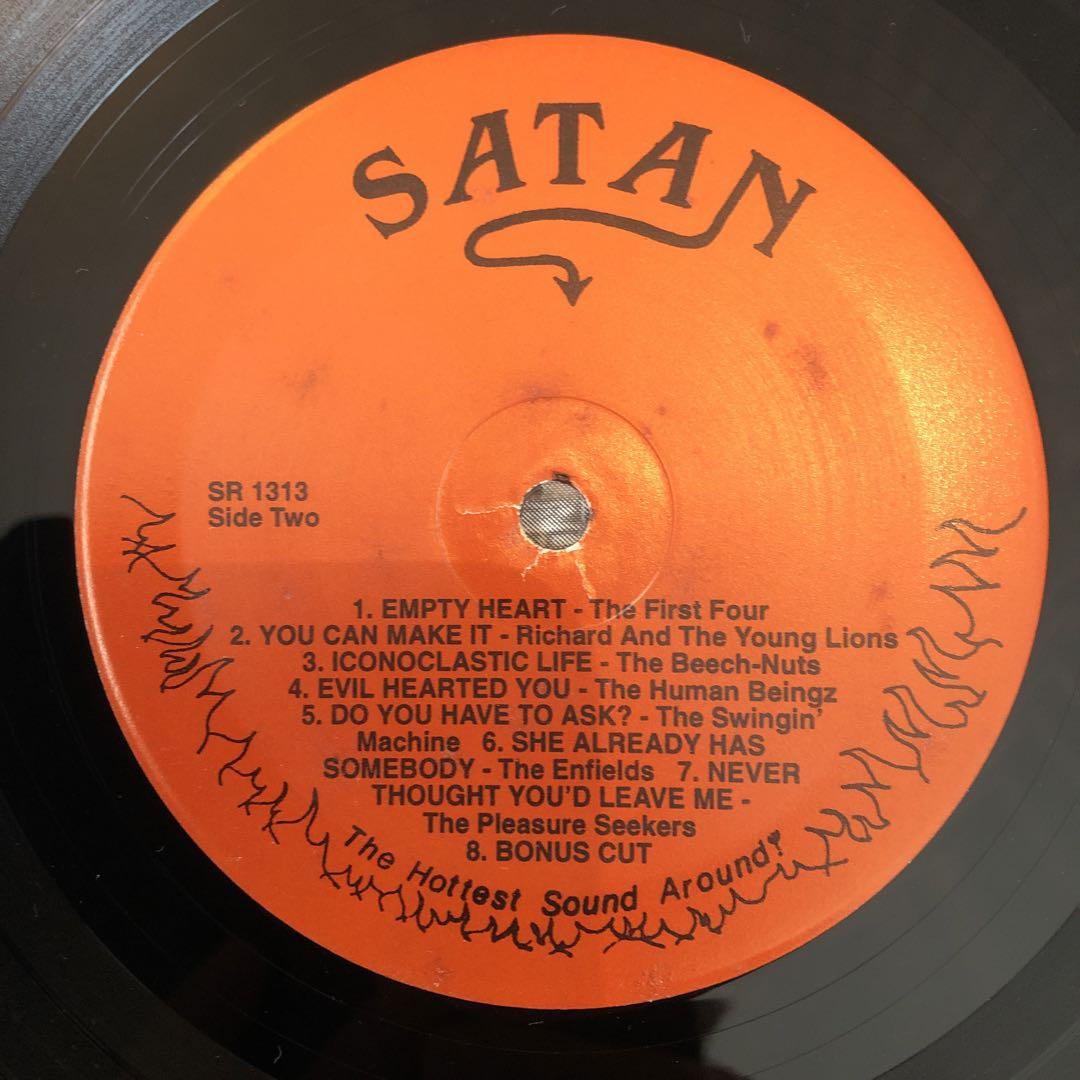 SATAN
SR 1313
Side Two
1. EMPTY HEART - The First Four
2. YOU CAN MAKE IT - Richard And The Young Lions
3. ICONOCLASTIC LIFE - The Beech-Nuts
4. EVIL HEARTED YOU - The Human Beingz
5. DO YOU HAVE TO ASK? - The Swingin'
Machine 6. SHE ALREADY HAS
SOMEBODY - The Enfields 7. NEVER
THOUGHT YOU'D LEAVE ME -
The Pleasure Seekers
8. BONUS CUT
The Hottest Sound Around!